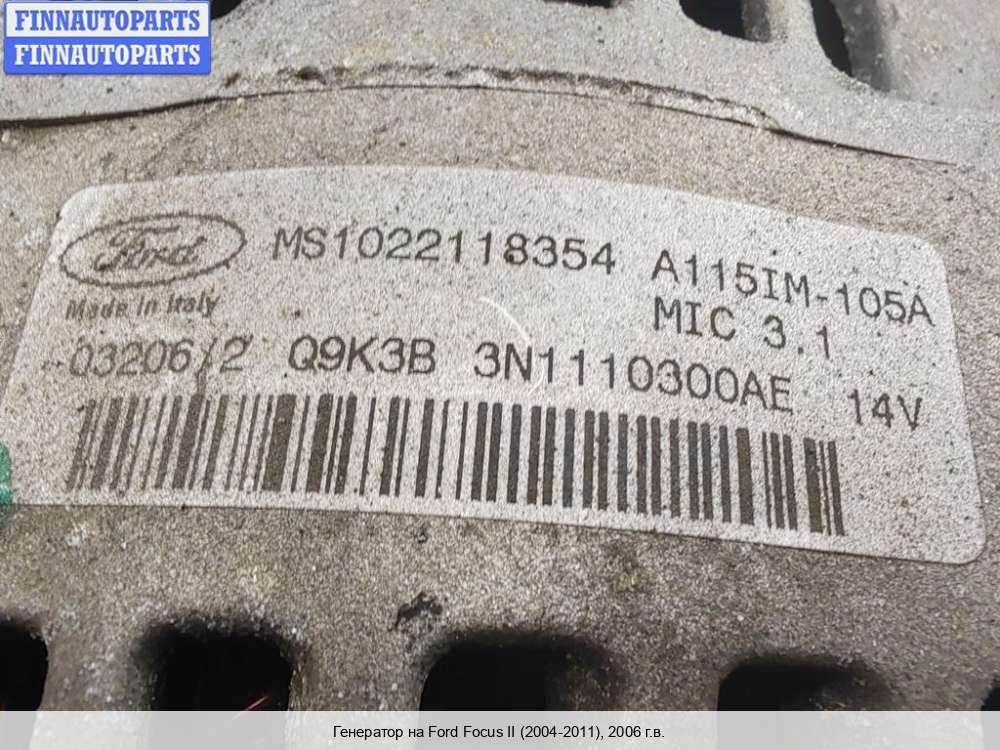 FINNAUTOPARTS
FINNAUTOPARTS
Ford MS1022118354 A115IM-105A
Made in Italy MIC 3.1
03206/2 Q9K3B 3N1110300AE 14V
Генератор на Ford Focus II (2004-2011), 2006 г.в.